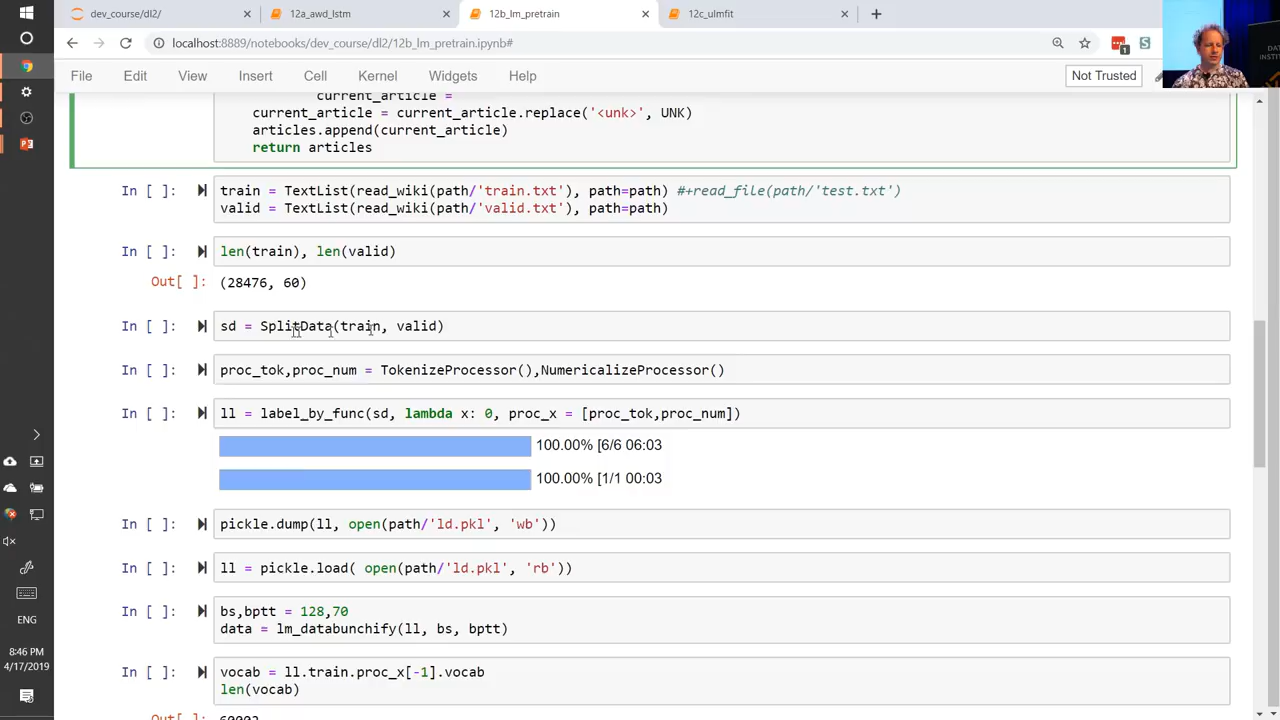 dev_course/dl2/
12a_awd_lstm
12b_lm_pretrain
12c_ulmfit
localhost:8889/notebooks/dev_course/dl2/12b_lm_pretrain.ipynb#
1
S
File Edit View Insert Cell Kernel Widgets Help
Not Trusted
current_article =
current_article = current_article.replace('<unk>', UNK)
articles.append(current_article)
return articles
In [ ]: train = TextList(read_wiki(path/'train.txt'), path=path) #+read_file(path/'test.txt')
valid = TextList(read_wiki(path/'valid.txt'), path=path)
In [ ]: len(train), len(valid)
Out[ ]: (28476, 60)
In [ ]: sd = SplitData(train, valid)
In [ ]: proc_tok,proc_num = TokenizeProcessor(),NumericalizeProcessor()
In [ ]: ll = label_by_func(sd, lambda x: 0, proc_x = [proc_tok,proc_num])
100.00% [6/6 06:03
100.00% [1/1 00:03
In [ ]: pickle.dump(ll, open(path/'ld.pkl', 'wb'))
In [ ]: ll = pickle.load( open(path/'ld.pkl', 'rb'))
In [ ]: bs,bptt = 128,70
data = lm_databunchify(ll, bs, bptt)
In [ ]: vocab = ll.train.proc_x[-1].vocab
len(vocab)
Out[ ]: 60002
ENG
8:46 PM
4/17/2019